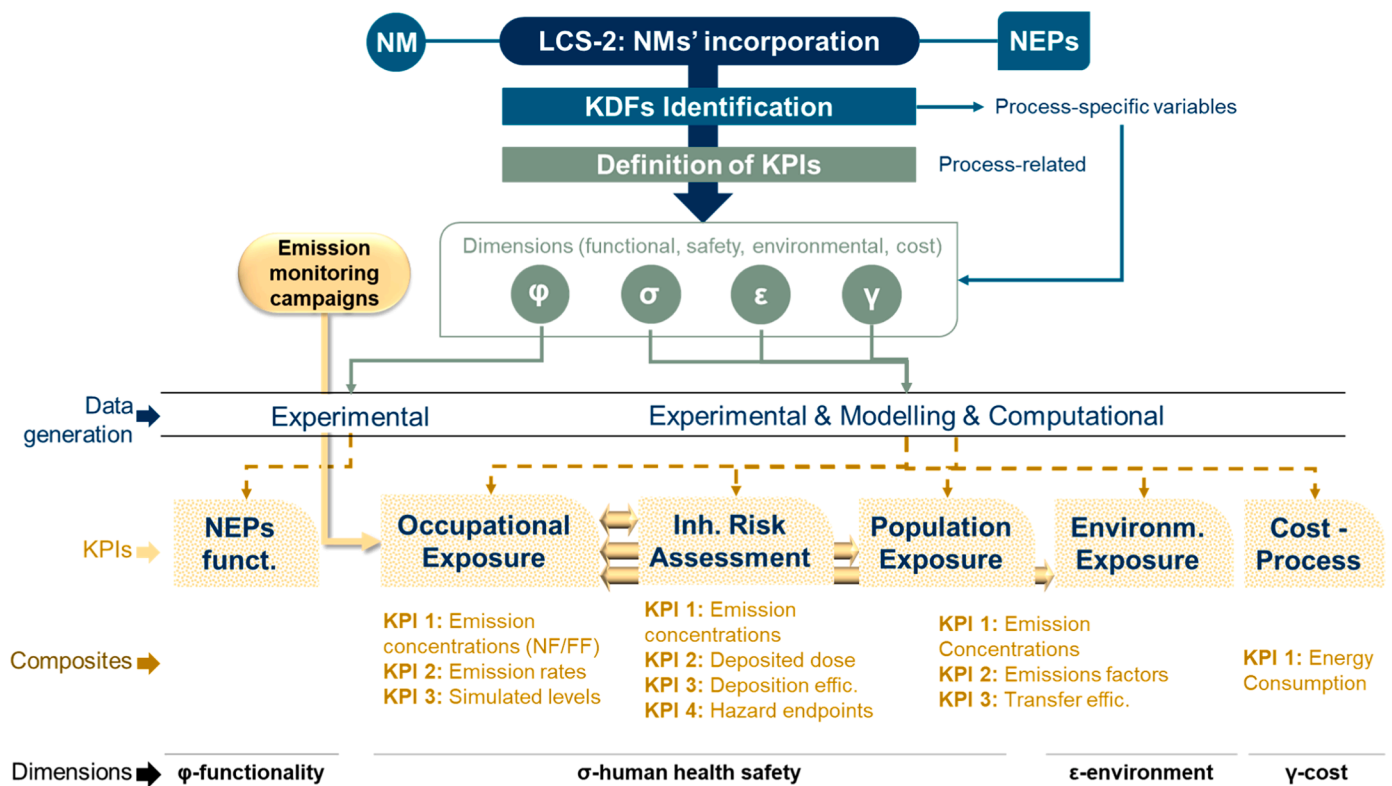 NM
LCS-2: NMs' incorporation
NEPs
KDFs Identification
Process-specific variables
Definition of KPIs
Process-related
Emission
monitoring
campaigns
Dimensions (functional, safety, environmental, cost)
φ
σ
ε
γ
Data
generation
Experimental
Experimental & Modelling & Computational
KPIs
NEPs
funct.
Occupational
Exposure
Inh. Risk
Assessment
Population
Exposure
Environm.
Exposure
Cost -
Process
Composites
KPI 1: Emission
concentrations (NF/FF)
KPI 2: Emission rates
KPI 3: Simulated levels
KPI 1: Emission
concentrations
KPI 2: Deposited dose
KPI 3: Deposition effic.
KPI 4: Hazard endpoints
KPI 1: Emission
Concentrations
KPI 2: Emissions factors
KPI 3: Transfer effic.
KPI 1: Energy
Consumption
Dimensions
φ-functionality
σ-human health safety
ε-environment
γ-cost